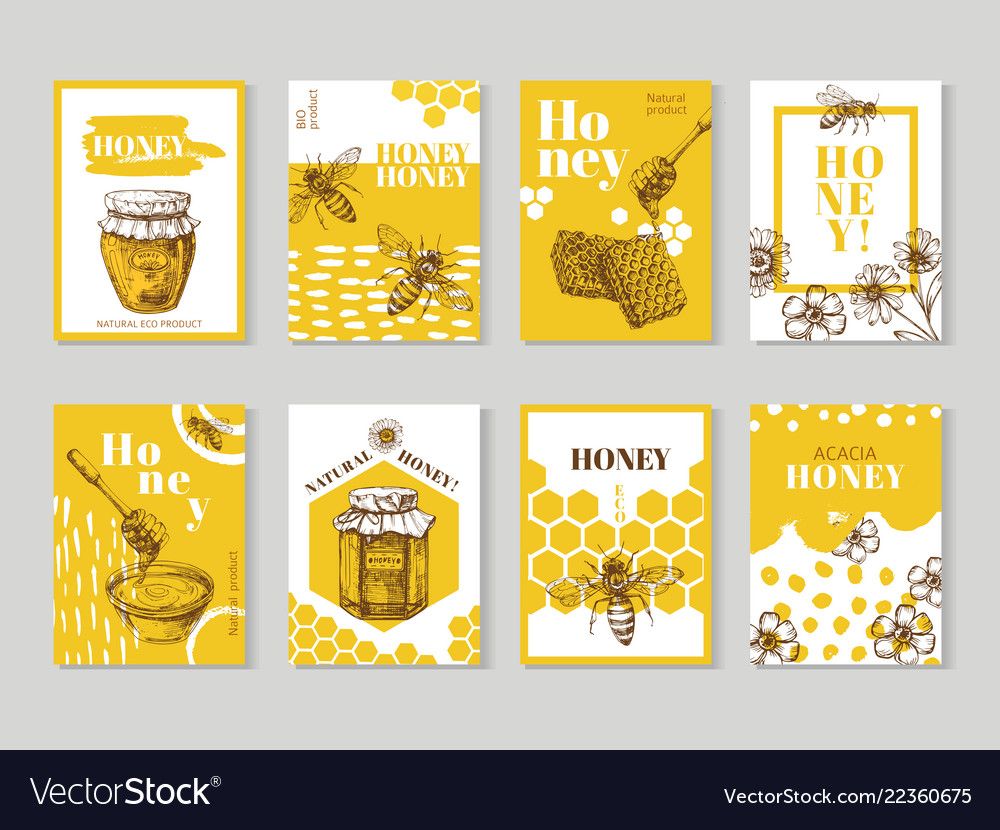 HONEY
HONEY
NATURAL ECO PRODUCT
BIO
product
HONEY
HONEY
Ho
ney
Natural
product
HO
NE
Y!
Ho
ne
y
Natural product
NATURAL HONEY!
HONEY
HONEY
ECO
ACACIA
HONEY
VectorStock®
VectorStock.com/22360675